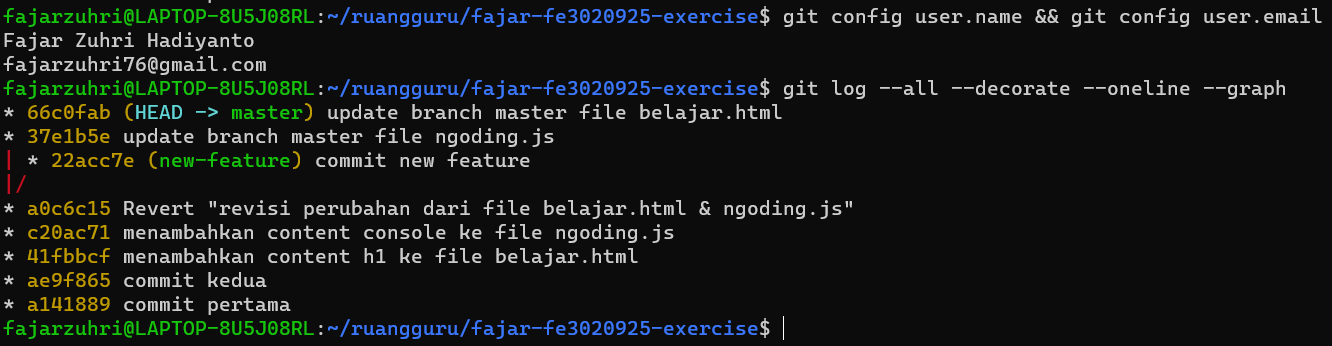 fajarzuhri@LAPTOP-8U5J08RL:~/ruangguru/fajar-fe3020925-exercise$ git config user.name && git config user.email
Fajar Zuhri Hadiyanto
fajarzuhri76@gmail.com
fajarzuhri@LAPTOP-8U5J08RL:~/ruangguru/fajar-fe3020925-exercise$ git log --all --decorate --oneline --graph
* 66c0fab (HEAD -> master) update branch master file belajar.html
* 37e1b5e update branch master file ngoding.js
| * 22acc7e (new-feature) commit new feature
|/
* a0c6c15 Revert "revisi perubahan dari file belajar.html & ngoding.js"
* c20ac71 menambahkan content console ke file ngoding.js
* 41fbbcf menambahkan content h1 ke file belajar.html
* ae9f865 commit kedua
* a141889 commit pertama
fajarzuhri@LAPTOP-8U5J08RL:~/ruangguru/fajar-fe3020925-exercise$